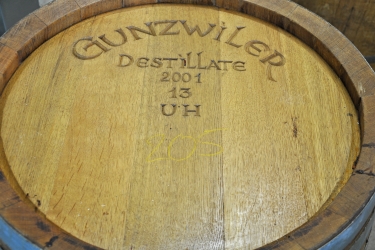 GUNZWILER
DESTILLATE
2001
13
UH